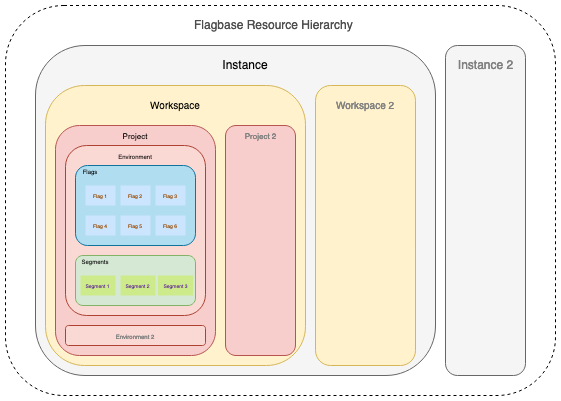 Flagbase Resource Hierarchy
Instance
Instance 2
Workspace
Workspace 2
Project
Project 2
Environment
Flags
Flag 1
Flag 2
Flag 3
Flag 4
Flag 5
Flag 6
Segments
Segment 1
Segment 2
Segment 3
Environment 2